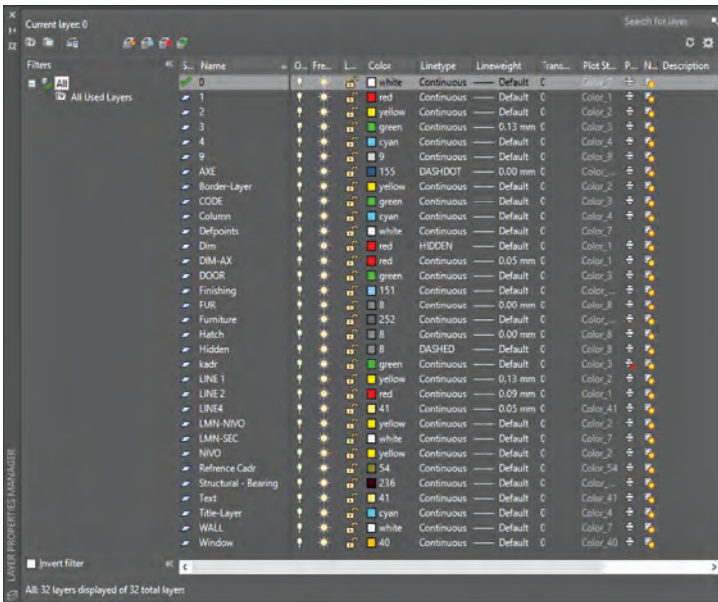 Current layer: 0
Search for layer
Filters
S.. Name O.. Fre... L... Color Linetype Lineweight Trans... Plot St... P... N... Description
All
All Used Layers
0 white Continuous Default 0 Color_7
1 red Continuous Default 0 Color_1
2 yellow Continuous Default 0 Color_2
3 green Continuous 0.13 mm 0 Color_3
4 cyan Continuous Default 0 Color_4
9 9 Continuous Default 0 Color_9
AXE 155 DASHDOT 0.00 mm 0 Color_...
Border-Layer yellow Continuous Default 0 Color_2
CODE green Continuous Default 0 Color_3
Column cyan Continuous Default 0 Color_4
Defpoints white Continuous Default 0 Color_7
Dim red HIDDEN Default 0 Color_1
DIM-AX red Continuous 0.05 mm 0 Color_1
DOOR green Continuous Default 0 Color_3
Finishing 151 Continuous Default 0 Color_...
FUR 8 Continuous 0.00 mm 0 Color_8
Furniture 252 Continuous Default 0 Color_...
Hatch 8 Continuous 0.00 mm 0 Color_8
Hidden 8 DASHED Default 0 Color_8
kadr green Continuous Default 0 Color_3
LINE 1 yellow Continuous 0.13 mm 0 Color_2
LINE 2 red Continuous 0.09 mm 0 Color_1
LINE4 41 Continuous 0.05 mm 0 Color_41
LMN-NIVO yellow Continuous Default 0 Color_2
LMN-SEC white Continuous Default 0 Color_7
NIVO yellow Continuous Default 0 Color_2
Refrence Cadr 54 Continuous Default 0 Color_54
Structural - Bearing 236 Continuous Default 0 Color_...
Text 41 Continuous Default 0 Color_41
Title-Layer cyan Continuous Default 0 Color_4
WALL white Continuous Default 0 Color_7
Window 40 Continuous Default 0 Color_40
Invert filter
All: 32 layers displayed of 32 total layers
LAYER PROPERTIES MANAGER